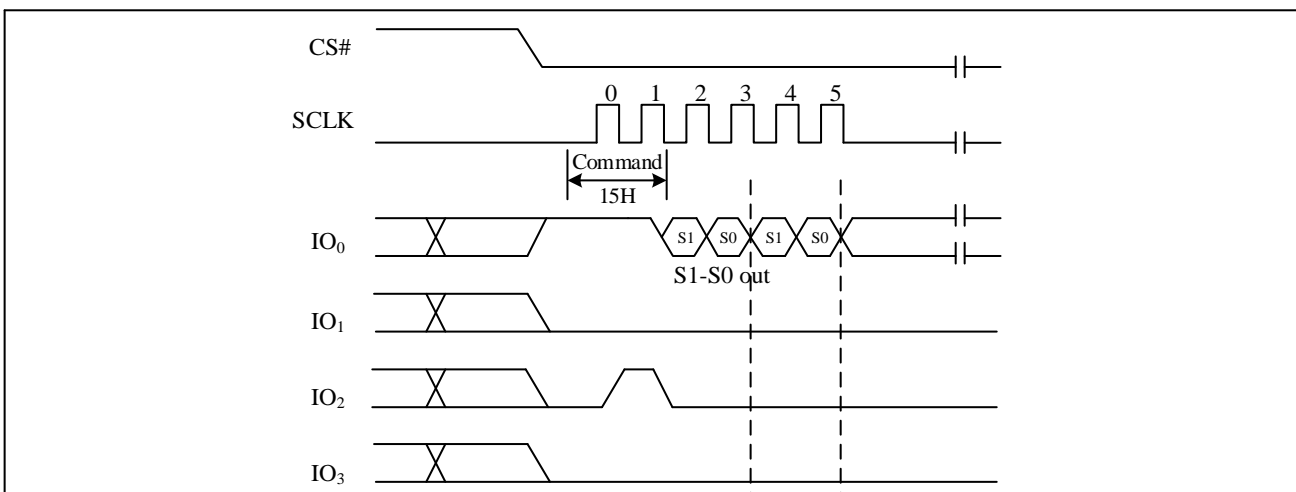 CS#
0 1 2 3 4 5
SCLK
Command
15H
IO₀
S1 S0 S1 S0
S1-S0 out
IO₁
IO₂
IO₃